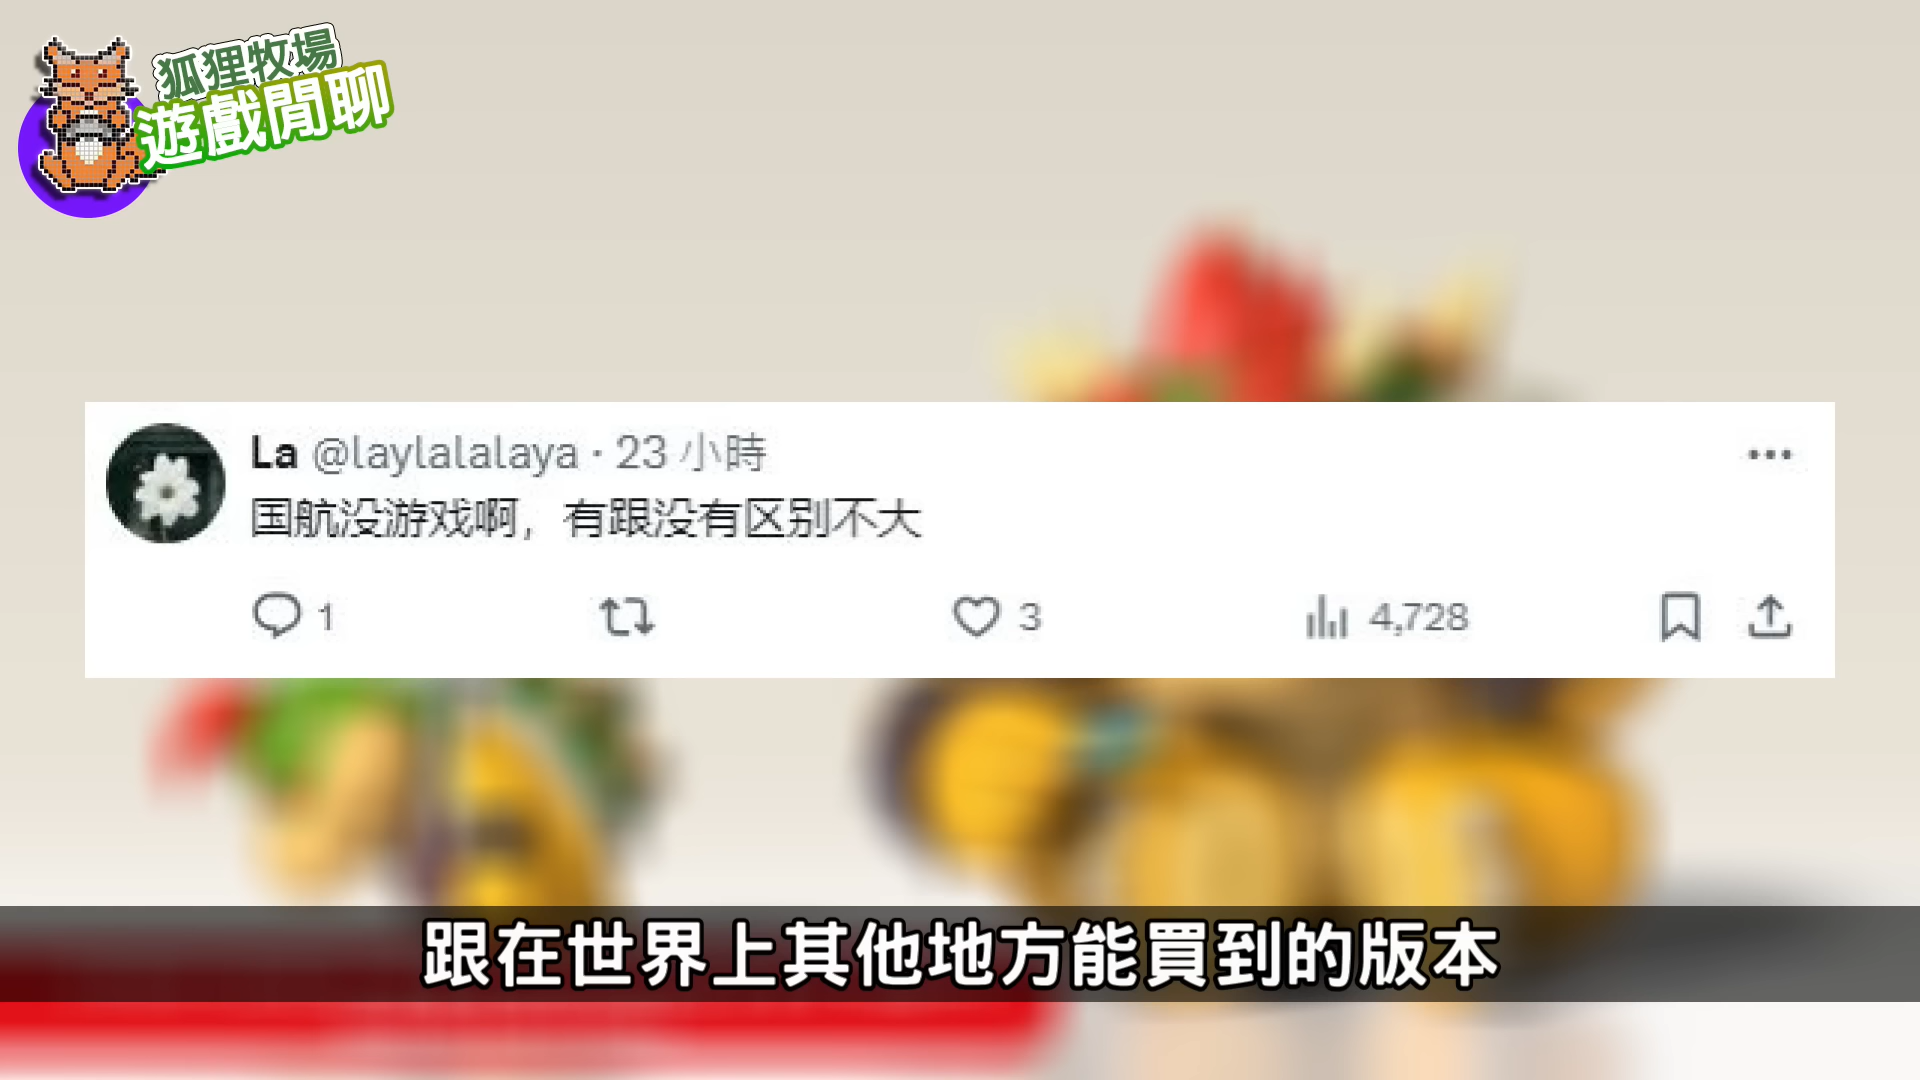 狐狸牧場
遊戲閒聊
La @laylalalaya · 23 小時
国航没游戏啊，有跟没有区别不大
1
3
4,728
跟在世界上其他地方能買到的版本